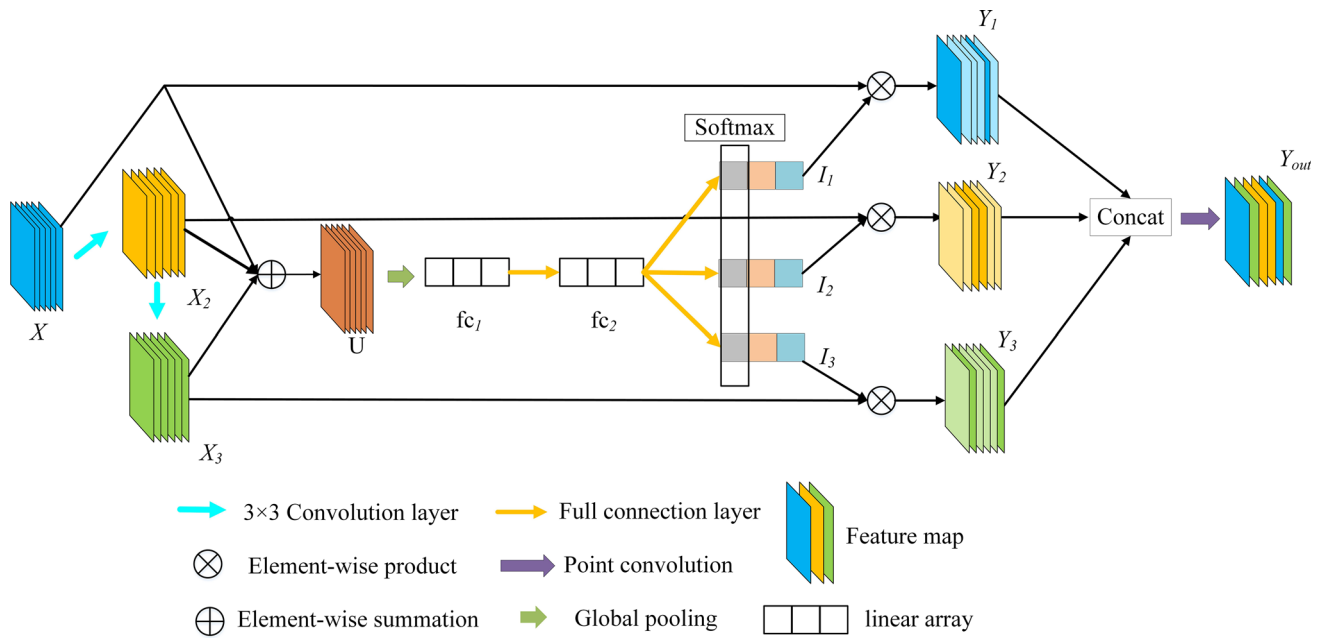 Y1
Softmax
I1
Yout
Y2
Concat
X2
I2
X
U
fc1
fc2
I3
Y3
X3
3×3 Convolution layer
Full connection layer
Feature map
Element-wise product
Point convolution
Element-wise summation
Global pooling
linear array